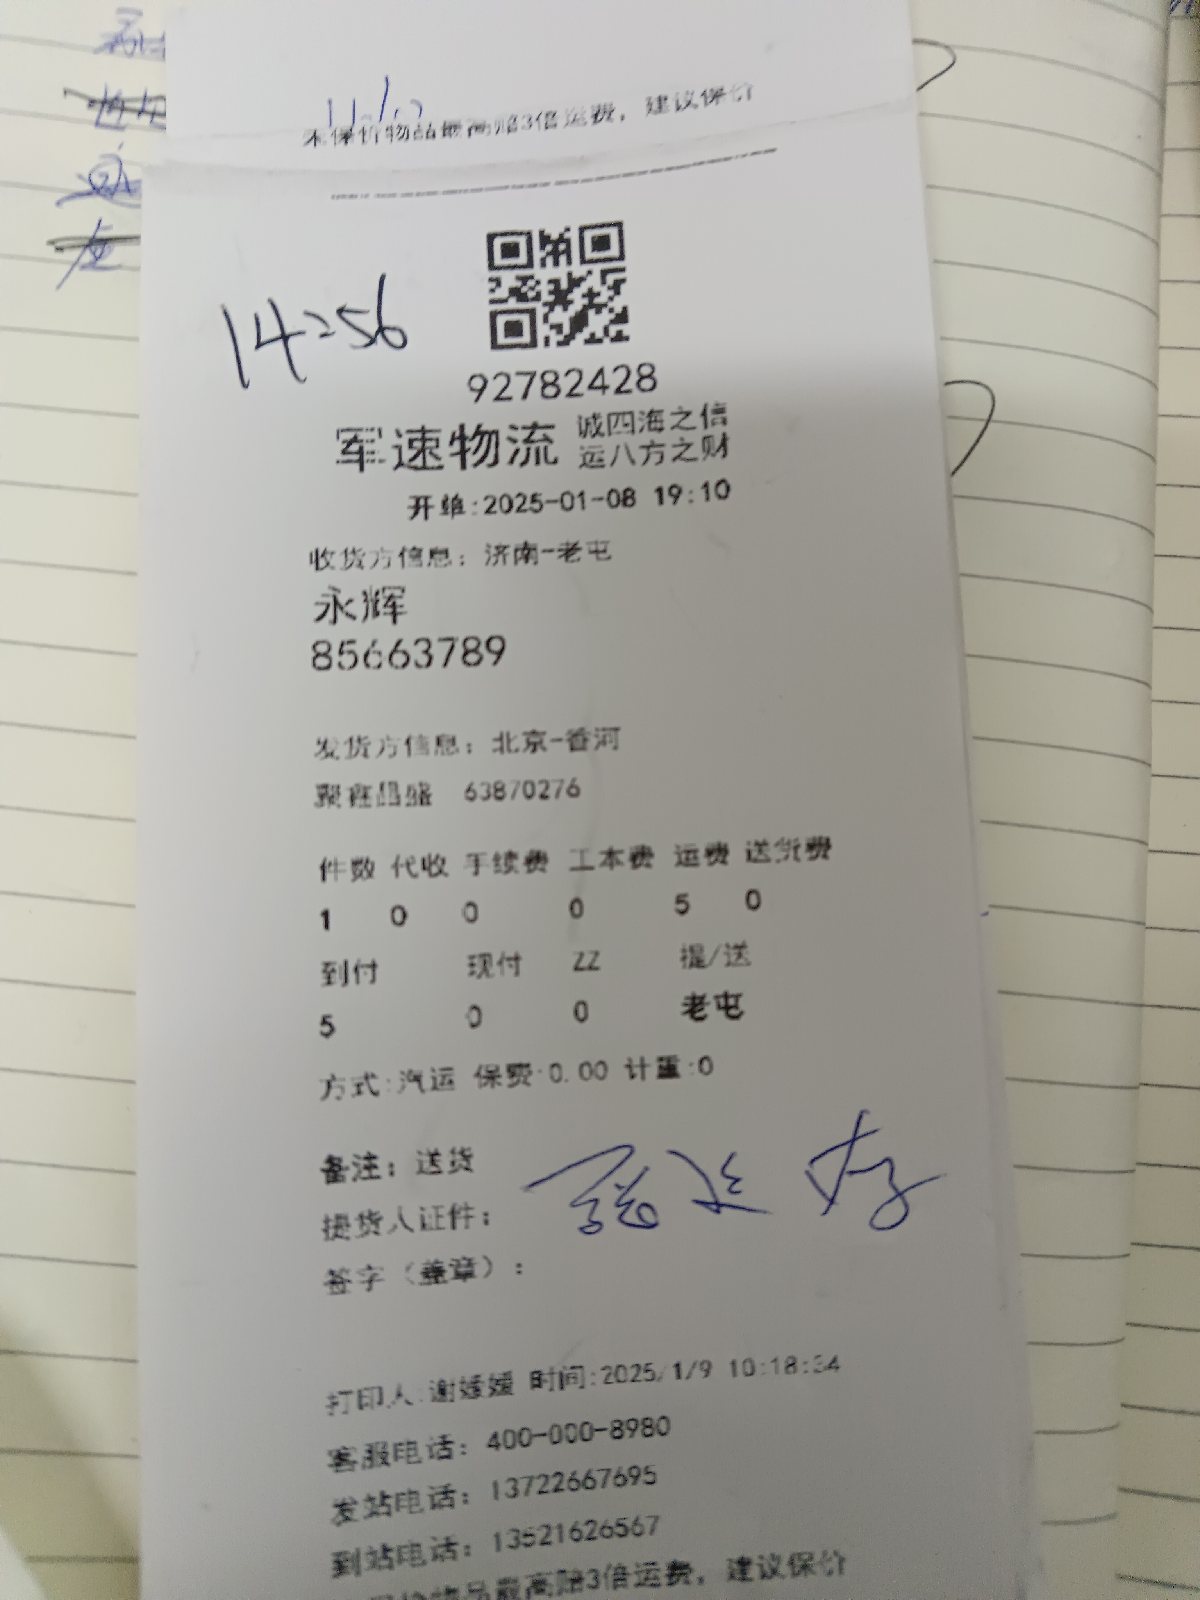 未保价物品最高赔3倍运费，建议保价
14=56
92782428
军速物流 诚四海之信
运八方之财
开单:2025-01-08 19:10
收货方信息：济南-老屯
永辉
85663789
发货方信息：北京-香河
聚鑫昌盛 63870276
件数 代收 手续费 工本费 运费 送货费
1 0 0 0 5 0
到付 现付 ZZ 提/送
5 0 0 老屯
方式:汽运 保费:0.00 计重:0
备注：送货
提货人证件：
签字（盖章）：
打印人:谢媛媛 时间:2025/1/9 10:18:34
客服电话：400-000-8980
发站电话：13722667695
到站电话：13521626567
品最高赔3倍运费，建议保价